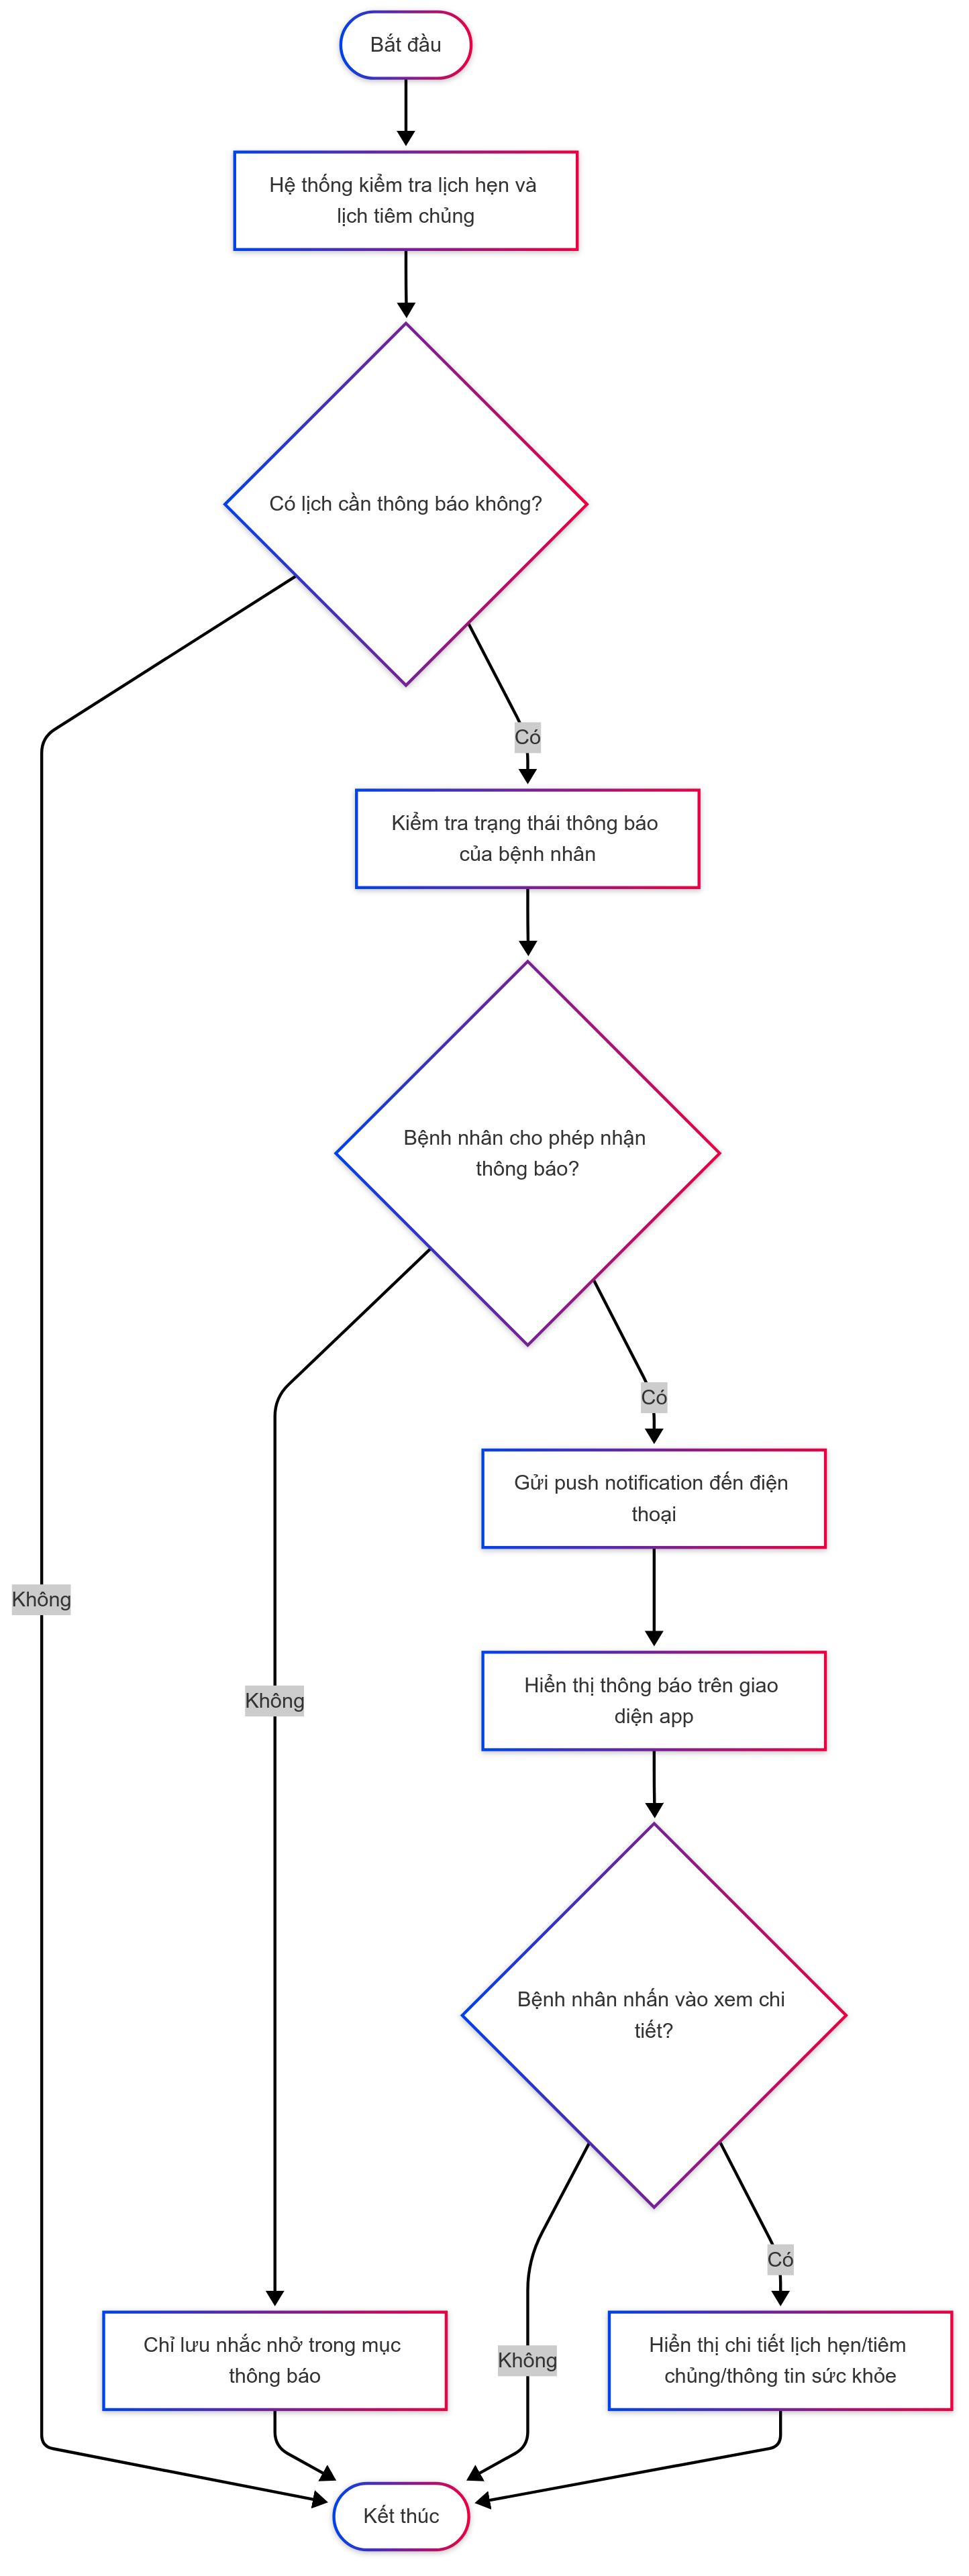 Bắt đầu
Hệ thống kiểm tra lịch hẹn và
lịch tiêm chủng
Có lịch cần thông báo không?
Có
Kiểm tra trạng thái thông báo
của bệnh nhân
Bệnh nhân cho phép nhận
thông báo?
Có
Gửi push notification đến điện
thoại
Không
Hiển thị thông báo trên giao
diện app
Không
Bệnh nhân nhấn vào xem chi
tiết?
Có
Chỉ lưu nhắc nhở trong mục
thông báo
Không
Hiển thị chi tiết lịch hẹn/tiêm
chủng/thông tin sức khỏe
Kết thúc